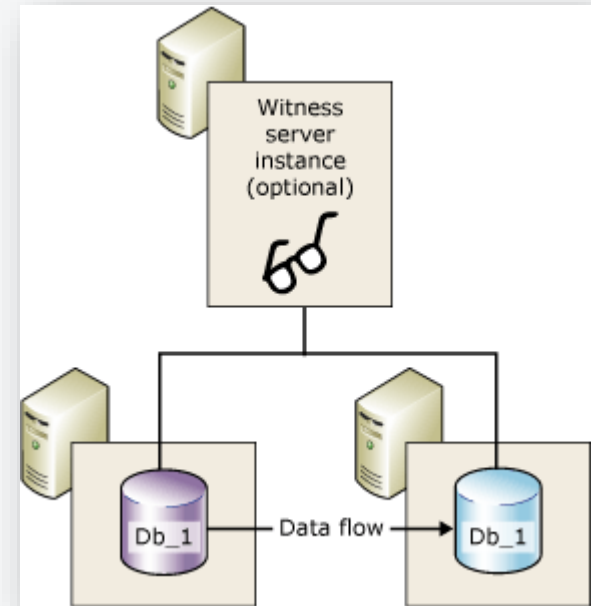 Witness
server
instance
(optional)
Db_1
Data flow
Db_1